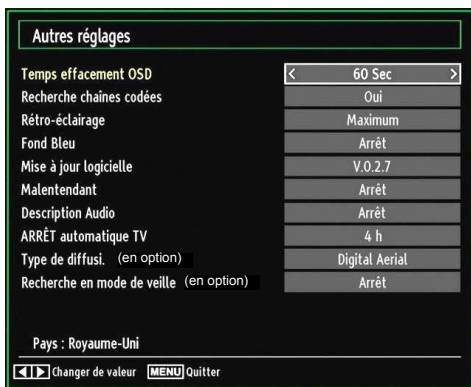 Autres réglages
Temps effacement OSD < 60 Sec >
Recherche chaînes codées Oui
Rétro-éclairage Maximum
Fond Bleu Arrêt
Mise à jour logicielle V.0.2.7
Malentendant Arrêt
Description Audio Arrêt
ARRÊT automatique TV 4 h
Type de diffusi. (en option) Digital Aerial
Recherche en mode de veille (en option) Arrêt
Pays : Royaume-Uni
Changer de valeur MENU Quitter